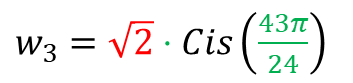 w₃ = √2 · Cis(43π/24)